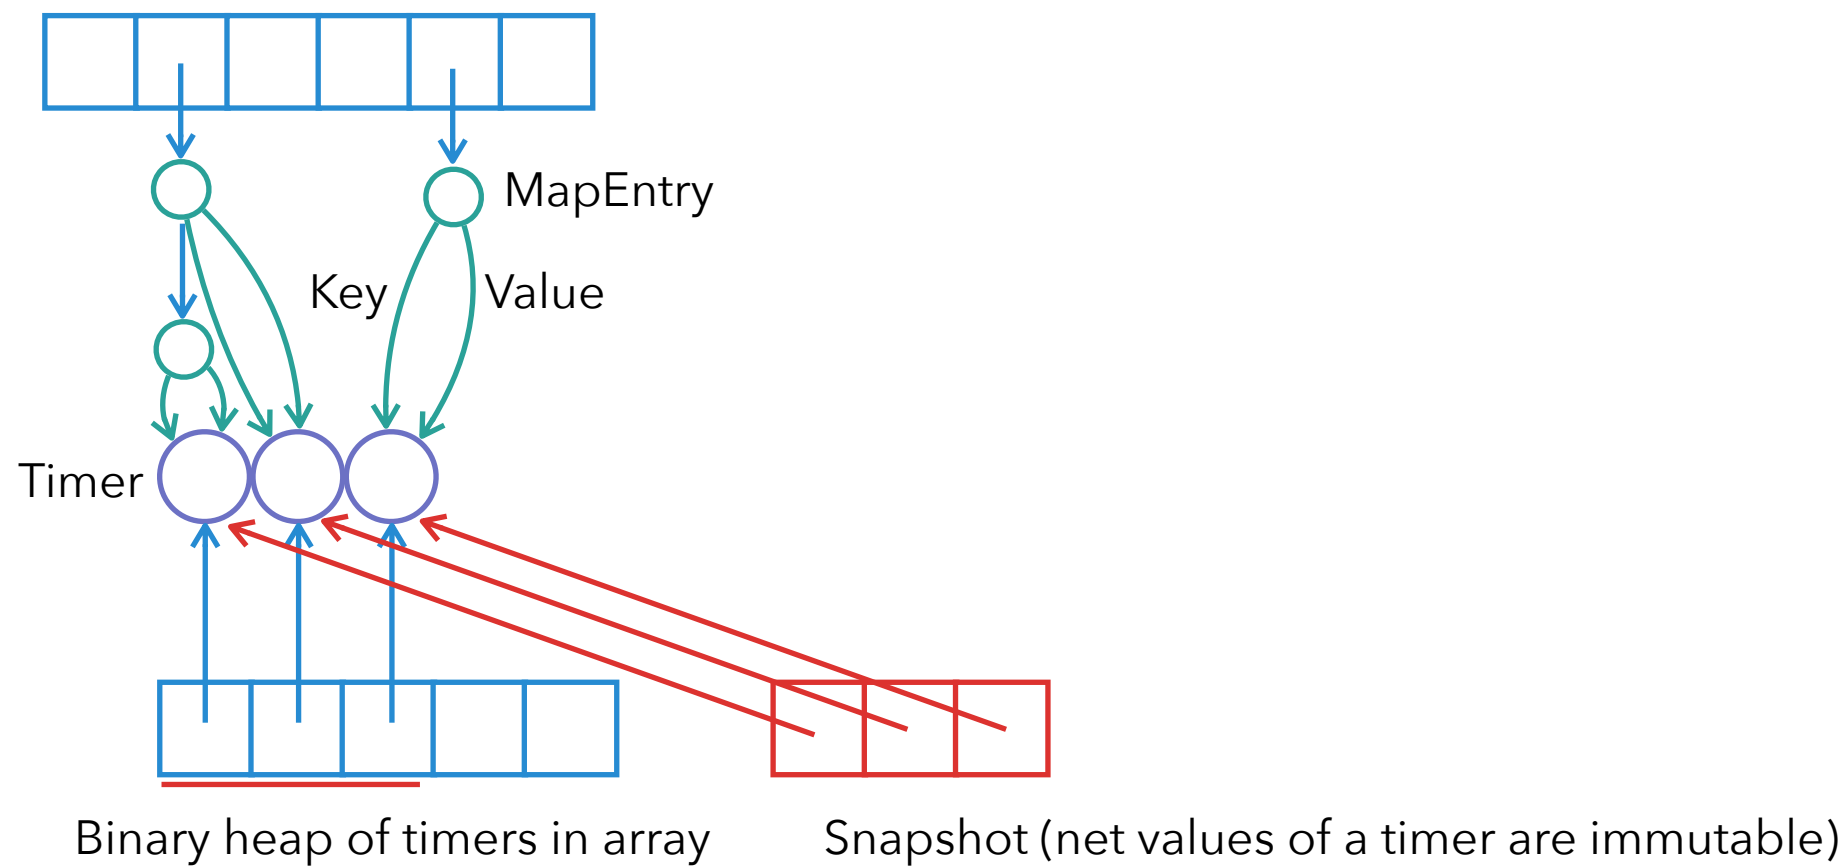 MapEntry
Key
Value
Timer
Binary heap of timers in array
Snapshot (net values of a timer are immutable)